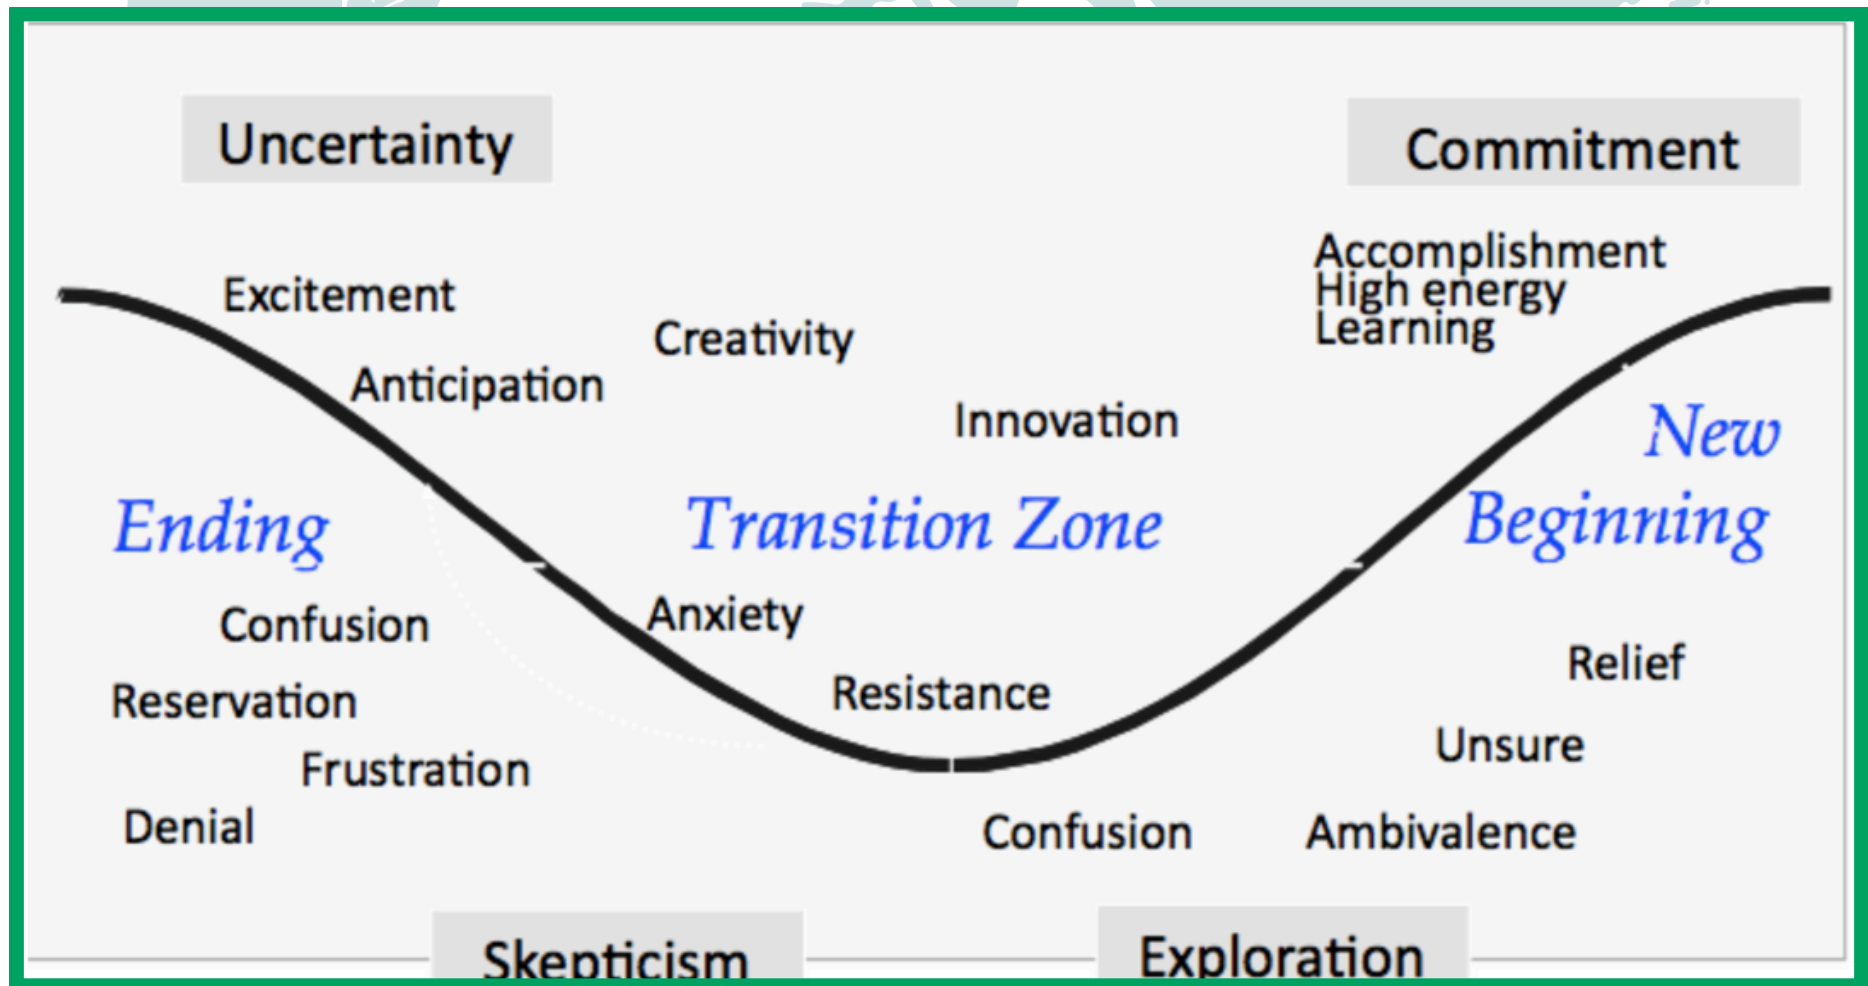 Uncertainty
Commitment
Accomplishment
High energy
Learning
Excitement
Creativity
Anticipation
Innovation
New
Beginning
Ending
Transition Zone
Anxiety
Confusion
Relief
Reservation
Resistance
Unsure
Frustration
Denial
Confusion
Ambivalence
Skepticism
Exploration